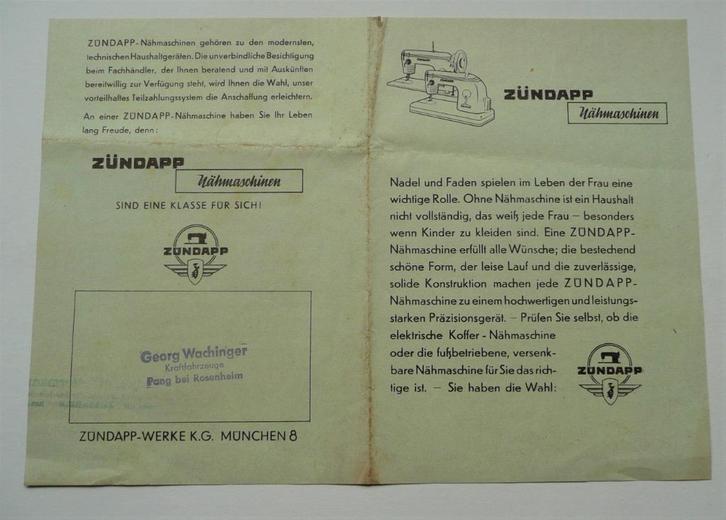 ZÜNDAPP-Nähmaschinen gehören zu den modernsten,
technischen Haushaltgeräten. Die unverbindliche Besichtigung
beim Fachhändler, der Ihnen beratend und mit Auskünften
bereitwillig zur Verfügung steht, wird Ihnen die Wahl, unser
vorteilhaftes Teilzahlungssystem die Anschaffung erleichtern.
An einer ZÜNDAPP-Nähmaschine haben Sie Ihr Leben
lang Freude, denn:
ZÜNDAPP
Nähmaschinen
SIND EINE KLASSE FÜR SICH!
ZÜNDAPP
Georg Wachinger
Kraftfahrzeuge
Pang bei Rosenheim
ZÜNDAPP-WERKE K.G. MÜNCHEN 8
ZÜNDAPP
Nähmaschinen
Nadel und Faden spielen im Leben der Frau eine
wichtige Rolle. Ohne Nähmaschine ist ein Haushalt
nicht vollständig, das weiß jede Frau – besonders
wenn Kinder zu kleiden sind. Eine ZÜNDAPP-
Nähmaschine erfüllt alle Wünsche; die bestechend
schöne Form, der leise Lauf und die zuverlässige,
solide Konstruktion machen jede ZÜNDAPP-
Nähmaschine zu einem hochwertigen und leistungs-
starken Präzisionsgerät. – Prüfen Sie selbst, ob die
elektrische Koffer - Nähmaschine
oder die fußbetriebene, versenk-
bare Nähmaschine für Sie das rich-
tige ist. – Sie haben die Wahl:
ZÜNDAPP